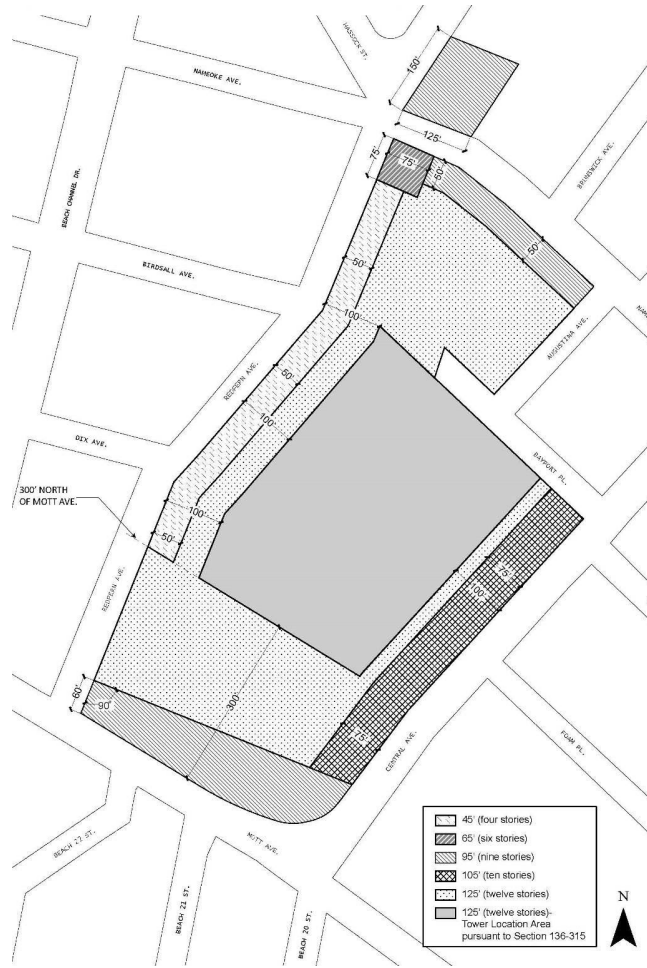 HASSOCK ST.
NAMEOKE AVE.
150'
125'
BRUNSWICK AVE.
75'
75'
50'
BEACH CHANNEL DR.
50'
BIRDSALL AVE.
50'
100'
AUGUSTINA AVE.
REDFERN AVE.
50'
100'
DIX AVE.
BAYPORT PL.
300' NORTH
OF MOTT AVE.
100'
50'
75'
100'
REDFERN AVE.
60'
90'
300'
75'
CENTRAL AVE.
FOAM PL.
BEACH 22 ST.
MOTT AVE.
BEACH 21 ST.
BEACH 20 ST.
45' (four stories)
65' (six stories)
95' (nine stories)
105' (ten stories)
125' (twelve stories)
125' (twelve stories)-
Tower Location Area
pursuant to Section 136-315
N